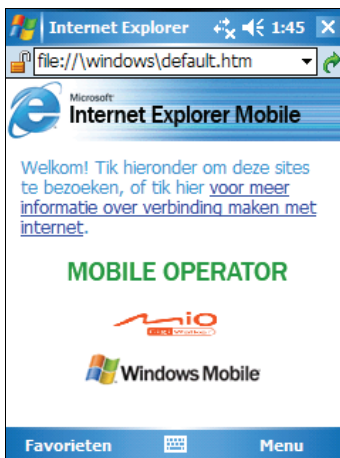 Internet Explorer 1:45
file://\windows\default.htm
Microsoft
Internet Explorer Mobile
Welkom! Tik hieronder om deze sites
te bezoeken, of tik hier voor meer
informatie over verbinding maken met
internet.
MOBILE OPERATOR
Mio
DigiWalker
Windows Mobile
Favorieten Menu